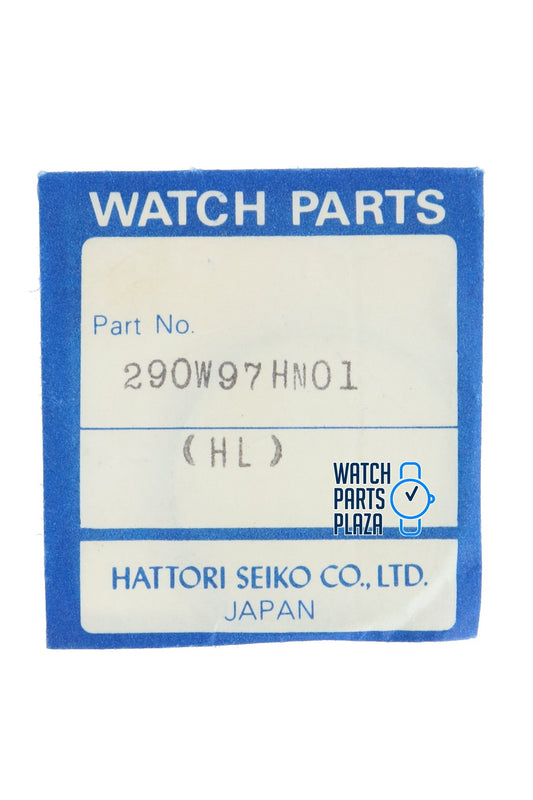 WATCH PARTS
Part No.
290W97HN01
(HL)
WATCH
PARTS
PLAZA
HATTORI SEIKO CO., LTD.
JAPAN